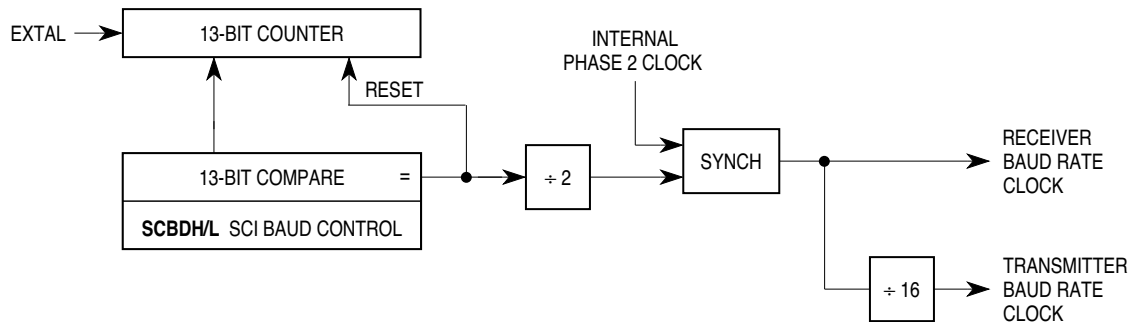 EXTAL
13-BIT COUNTER
INTERNAL
PHASE 2 CLOCK
RESET
13-BIT COMPARE =
SCBDH/L SCI BAUD CONTROL
÷ 2
SYNCH
RECEIVER
BAUD RATE
CLOCK
÷ 16
TRANSMITTER
BAUD RATE
CLOCK